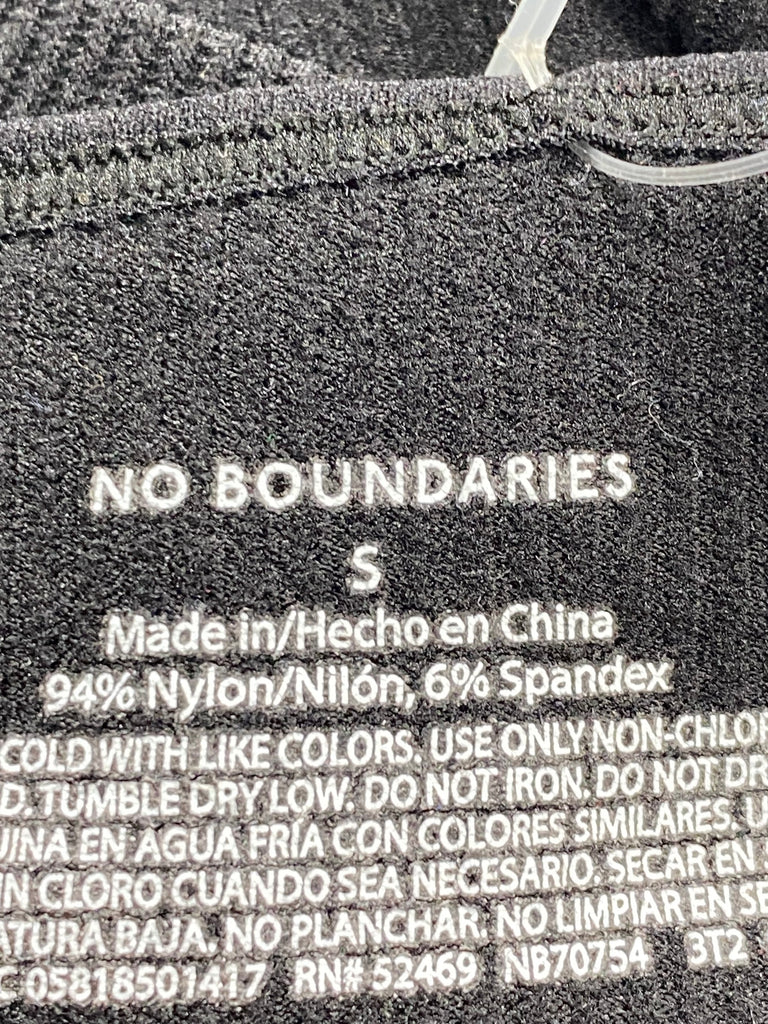 NO BOUNDARIES
S
Made in/Hecho en China
94% Nylon/Nilón, 6% Spandex
COLD WITH LIKE COLORS. USE ONLY NON-CHLOR
D. TUMBLE DRY LOW. DO NOT IRON. DO NOT DR
UINA EN AGUA FRÍA CON COLORES SIMILARES. U
IN CLORO CUANDO SEA NECESARIO. SECAR EN
ATURA BAJA. NO PLANCHAR. NO LIMPIAR EN SE
C 05818501417 RN# 52469 NB70754 3T2